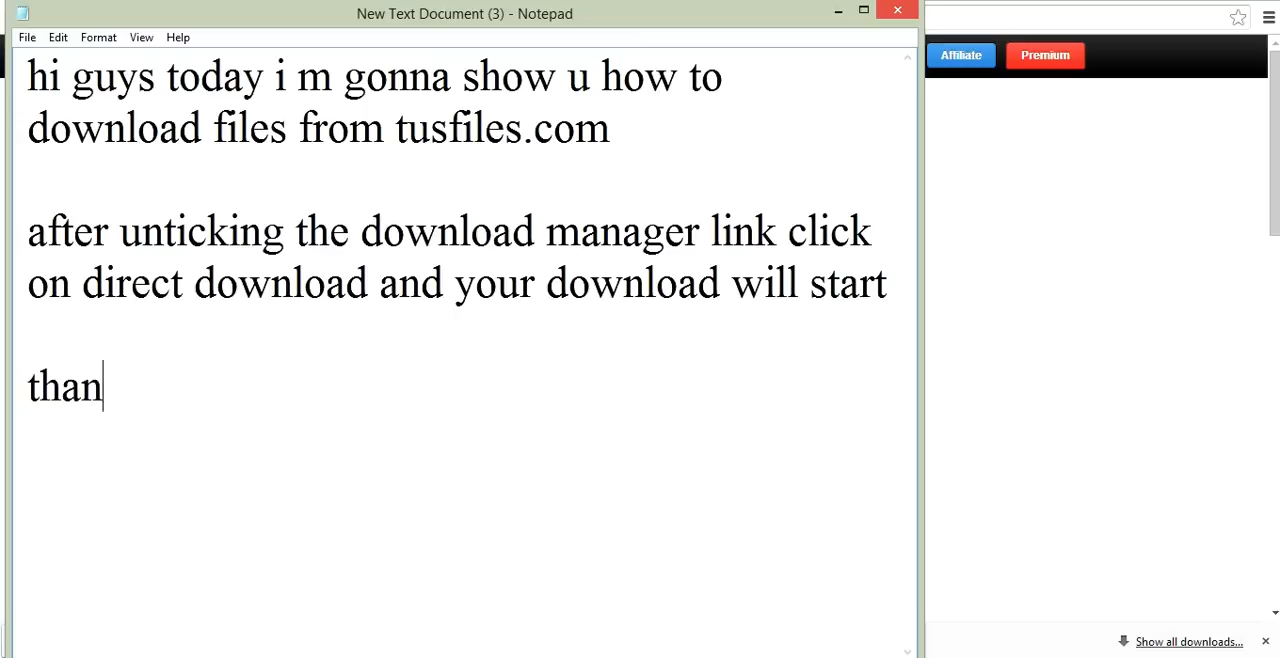 New Text Document (3) - Notepad
File Edit Format View Help
hi guys today i m gonna show u how to
download files from tusfiles.com
after unticking the download manager link click
on direct download and your download will start
than
Affiliate Premium
Show all downloads...